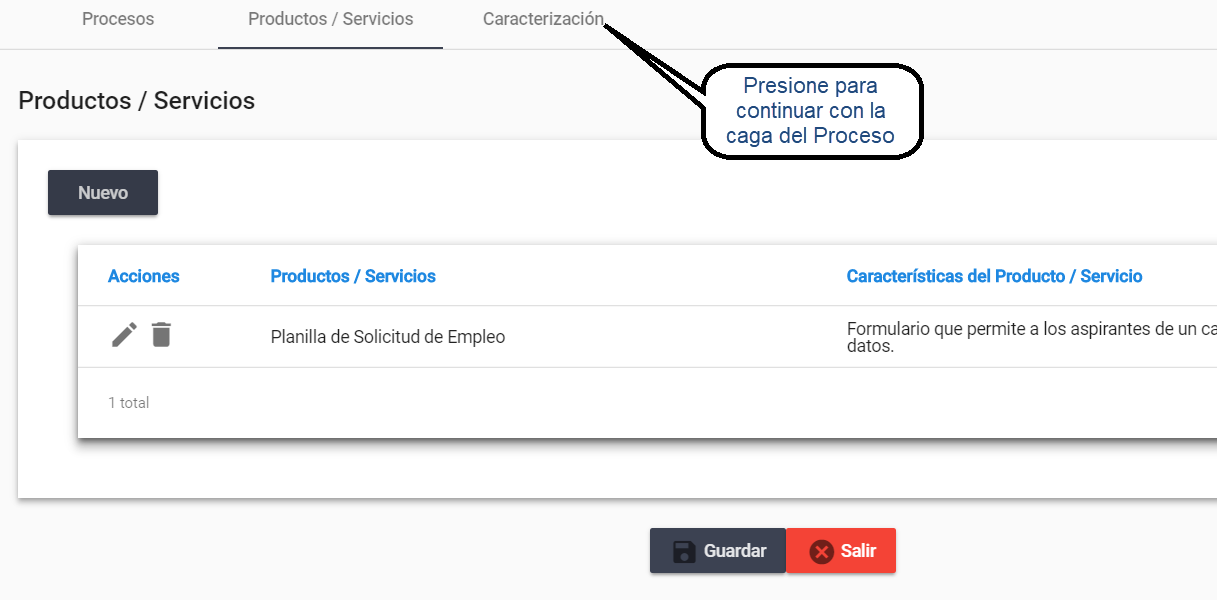 Procesos
Productos / Servicios
Caracterización
Presione para
continuar con la
caga del Proceso
Productos / Servicios
Nuevo
Acciones
Productos / Servicios
Características del Producto / Servicio
Planilla de Solicitud de Empleo
Formulario que permite a los aspirantes de un ca
datos.
1 total
Guardar
Salir